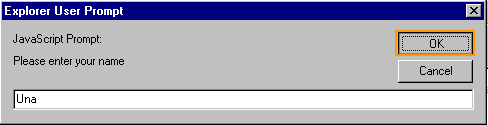 Explorer User Prompt
JavaScript Prompt:
OK
Please enter your name
Cancel
Una